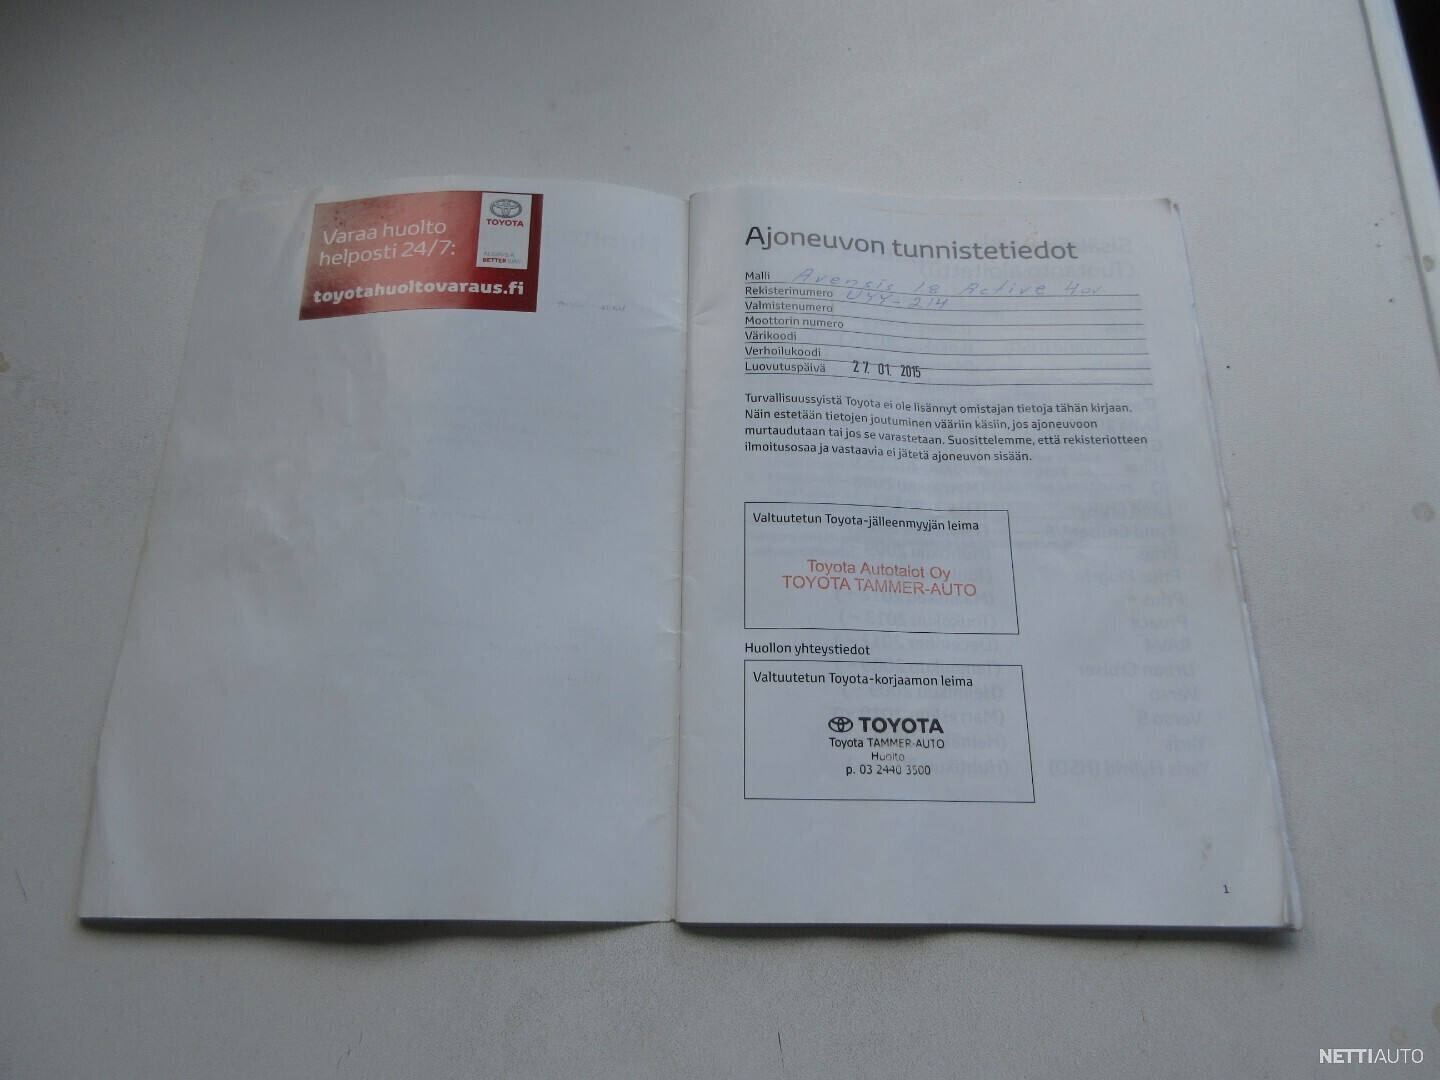 Varaa huolto
helposti 24/7:
toyotahuoltovaraus.fi
TOYOTA
ALWAYS A
BETTER WAY
Ajoneuvon tunnistetiedot
Malli Avensis 1.8 Active 4ov.
Rekisterinumero UYY-214
Valmistenumero
Moottorin numero
Värikoodi
Verhoilukoodi
Luovutuspäivä 27. 01. 2015
Turvallisuussyistä Toyota ei ole lisännyt omistajan tietoja tähän kirjaan.
Näin estetään tietojen joutuminen vääriin käsiin, jos ajoneuvoon
murtaudutaan tai jos se varastetaan. Suosittelemme, että rekisteriotteen
ilmoitusosaa ja vastaavia ei jätetä ajoneuvon sisään.
Valtuutetun Toyota-jälleenmyyjän leima
Toyota Autotalot Oy
TOYOTA TAMMER-AUTO
Huollon yhteystiedot
Valtuutetun Toyota-korjaamon leima
TOYOTA
Toyota TAMMER-AUTO
Huolto
p. 03 2440 3500
1
NETTIAUTO